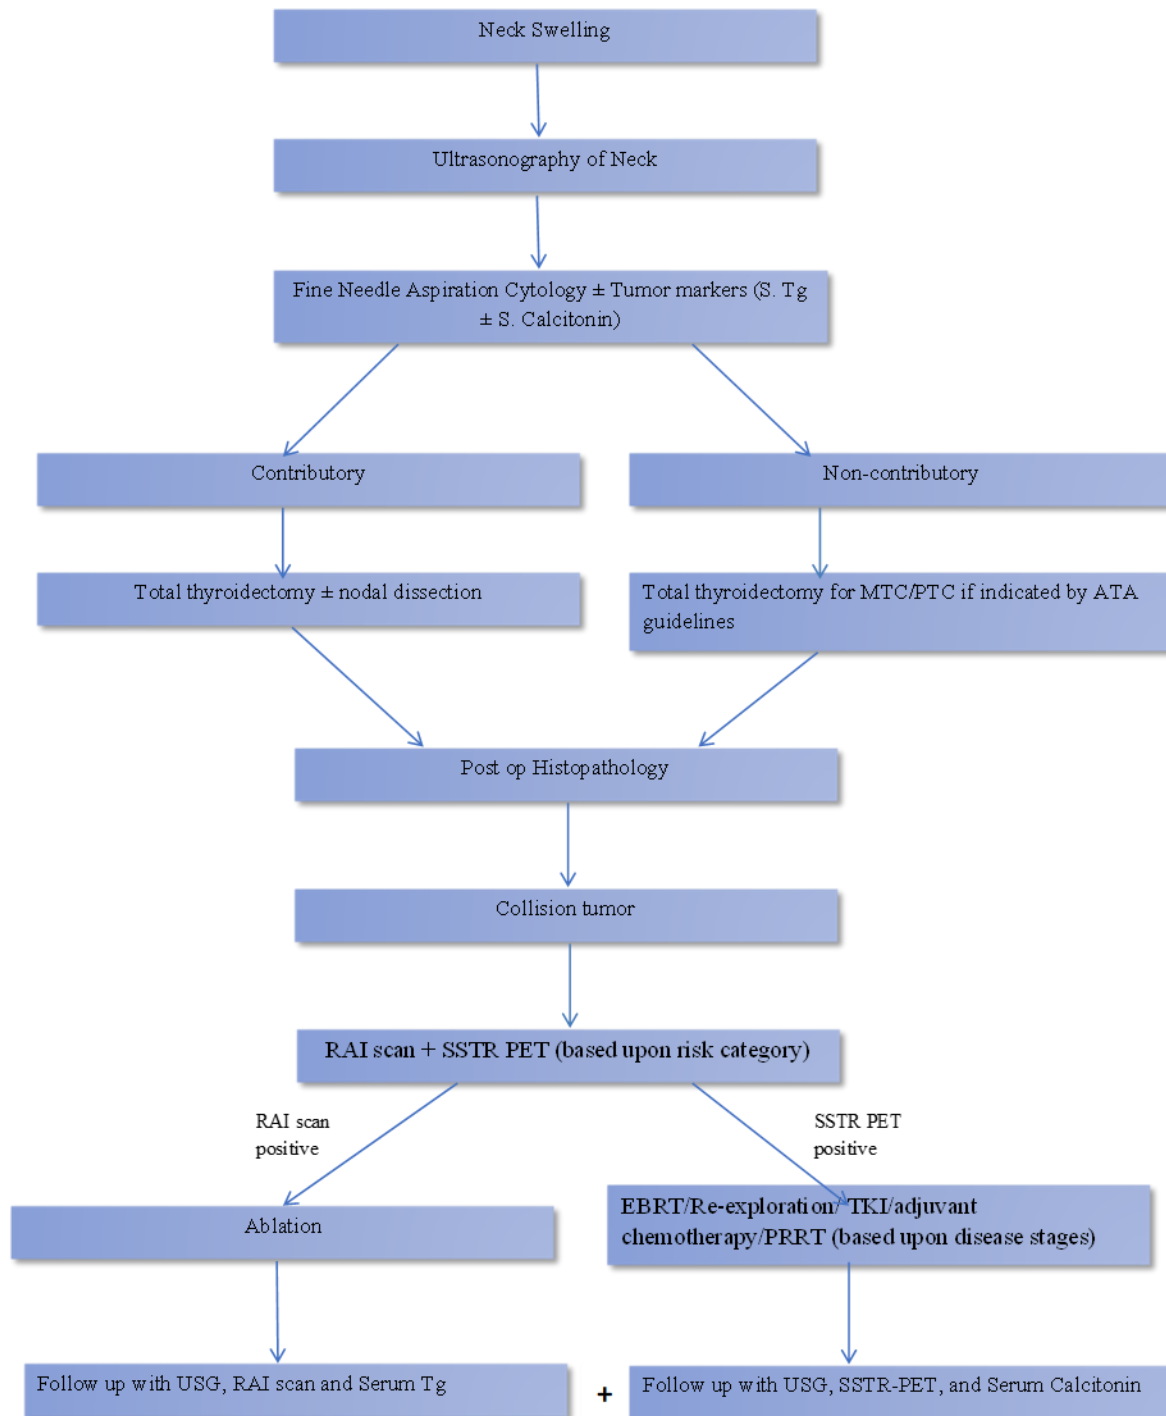 Neck Swelling
Ultrasonography of Neck
Fine Needle Aspiration Cytology ± Tumor markers (S. Tg
± S. Calcitonin)
Contributory
Non-contributory
Total thyroidectomy ± nodal dissection
Total thyroidectomy for MTC/PTC if indicated by ATA
guidelines
Post op Histopathology
Collision tumor
RAI scan + SSTR PET (based upon risk category)
RAI scan
positive
SSTR PET
positive
Ablation
EBRT/Re-exploration/ TKI/adjuvant
chemotherapy/PRRT (based upon disease stages)
Follow up with USG, RAI scan and Serum Tg
+
Follow up with USG, SSTR-PET, and Serum Calcitonin